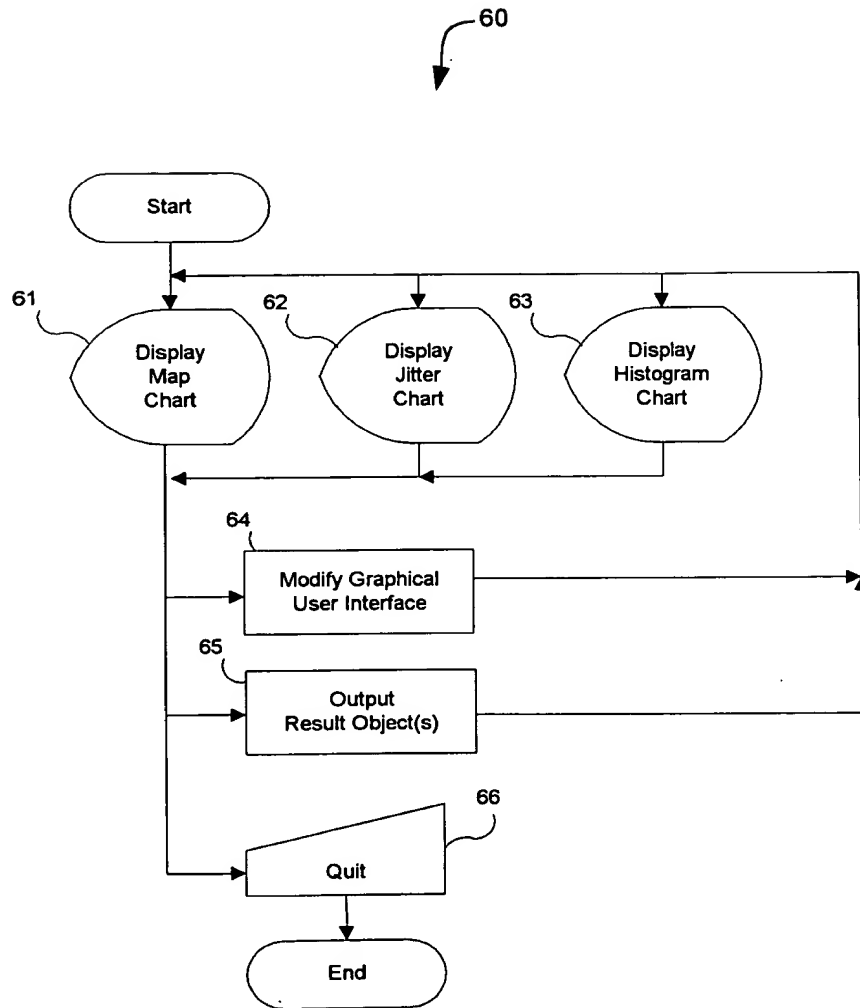 60
Start
61
Display
Map
Chart
62
Display
Jitter
Chart
63
Display
Histogram
Chart
64
Modify Graphical
User Interface
65
Output
Result Object(s)
66
Quit
End